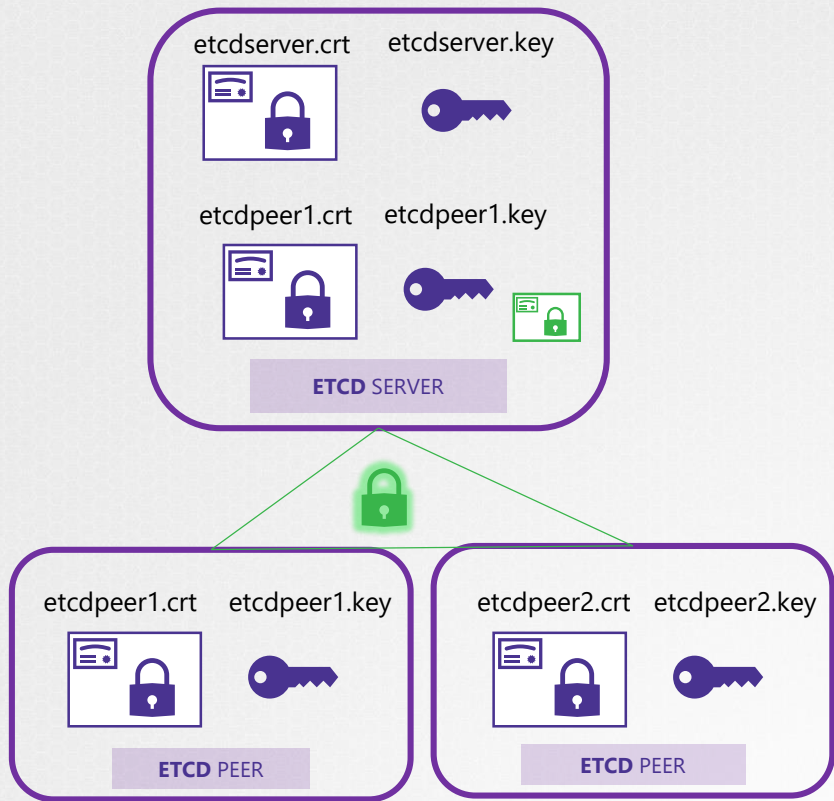 etcdserver.crt etcdserver.key
etcdpeer1.crt etcdpeer1.key
ETCD SERVER
etcdpeer1.crt etcdpeer1.key
ETCD PEER
etcdpeer2.crt etcdpeer2.key
ETCD PEER